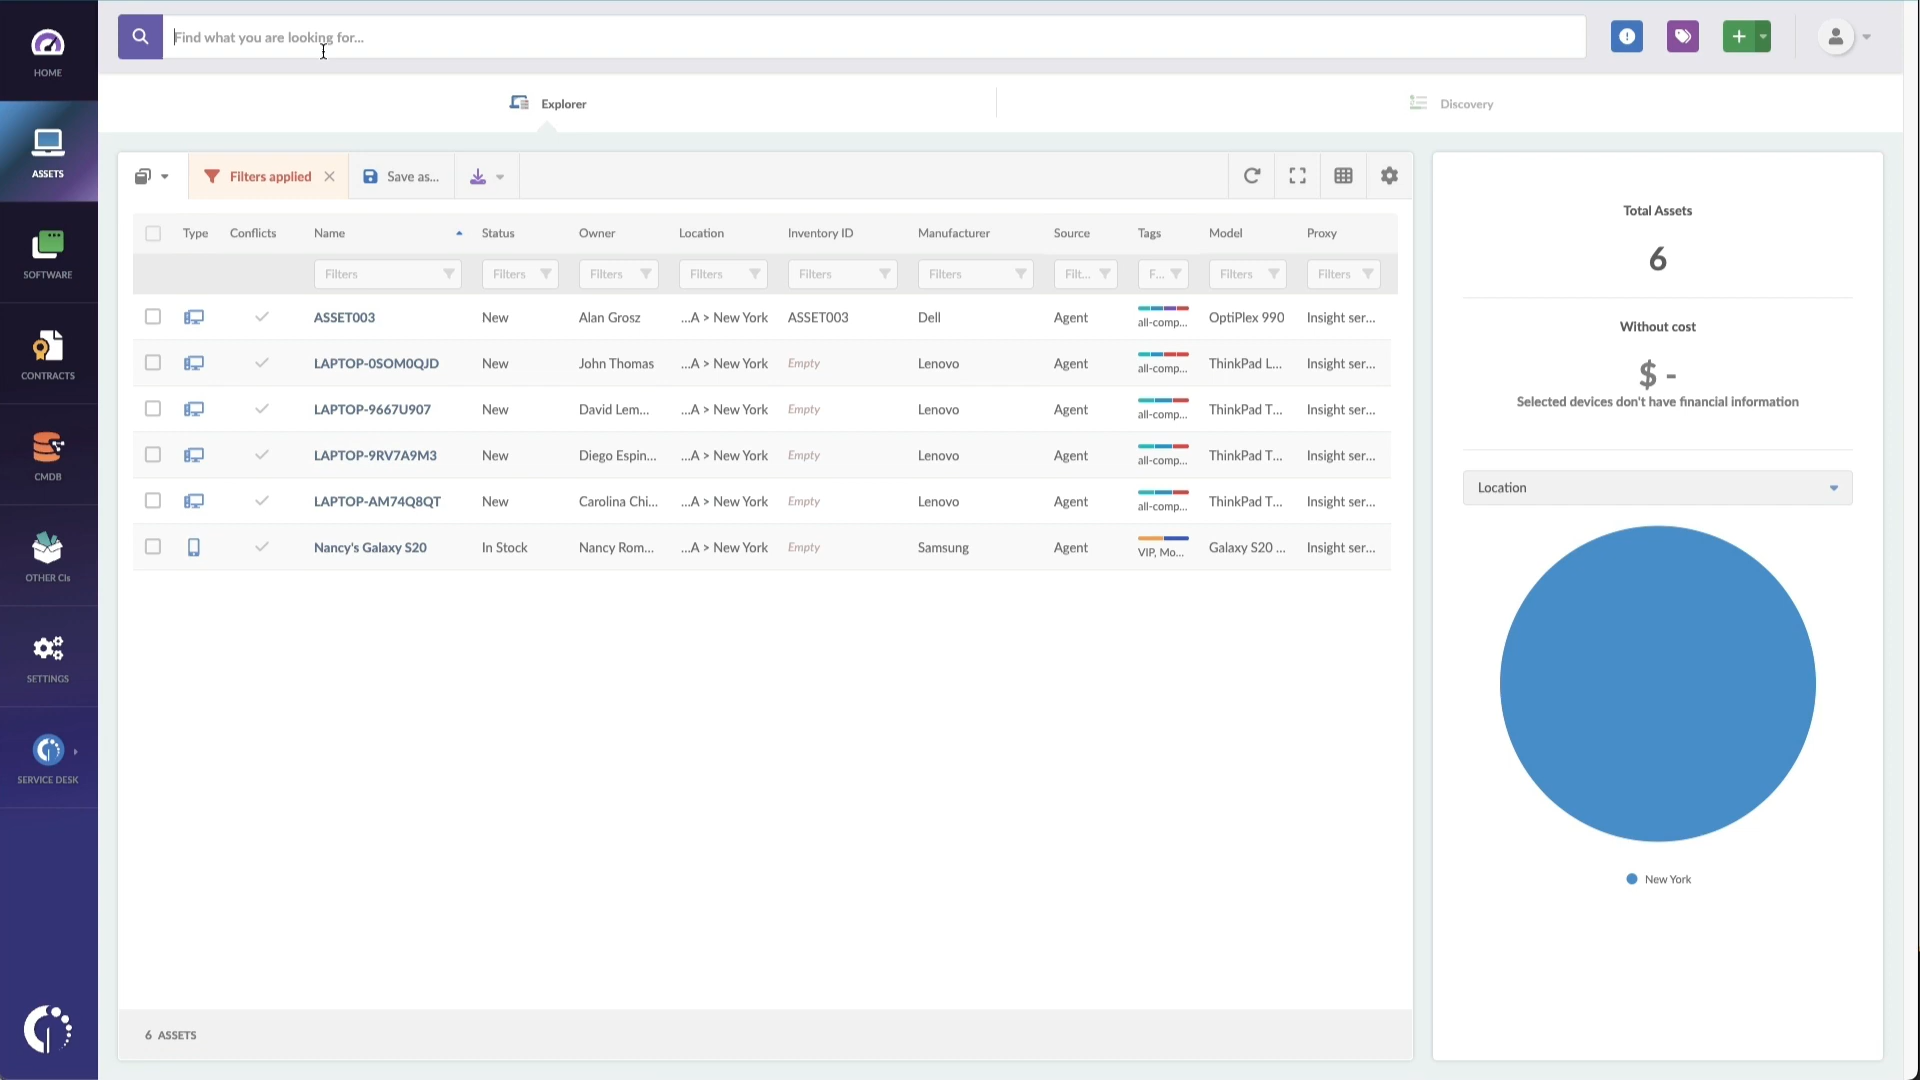 HOME
ASSETS
SOFTWARE
CONTRACTS
CMDB
OTHER CIs
SETTINGS
SERVICE DESK
Find what you are looking for...
Explorer
Discovery
Filters applied
Save as...
Type Conflicts Name Status Owner Location Inventory ID Manufacturer Source Tags Model Proxy
Filters Filters Filters Filters Filters Filters Filt... F... Filters Filters
ASSET003 New Alan Grosz ...A > New York ASSET003 Dell Agent all-comp... OptiPlex 990 Insight ser...
LAPTOP-0SOM0QJD New John Thomas ...A > New York Empty Lenovo Agent all-comp... ThinkPad L... Insight ser...
LAPTOP-9667U907 New David Lem... ...A > New York Empty Lenovo Agent all-comp... ThinkPad T... Insight ser...
LAPTOP-9RV7A9M3 New Diego Espin... ...A > New York Empty Lenovo Agent all-comp... ThinkPad T... Insight ser...
LAPTOP-AM74Q8QT New Carolina Chi... ...A > New York Empty Lenovo Agent all-comp... ThinkPad T... Insight ser...
Nancy's Galaxy S20 In Stock Nancy Rom... ...A > New York Empty Samsung Agent VIP, Mo... Galaxy S20 ... Insight ser...
6 ASSETS
Total Assets
6
Without cost
$ -
Selected devices don't have financial information
Location
New York